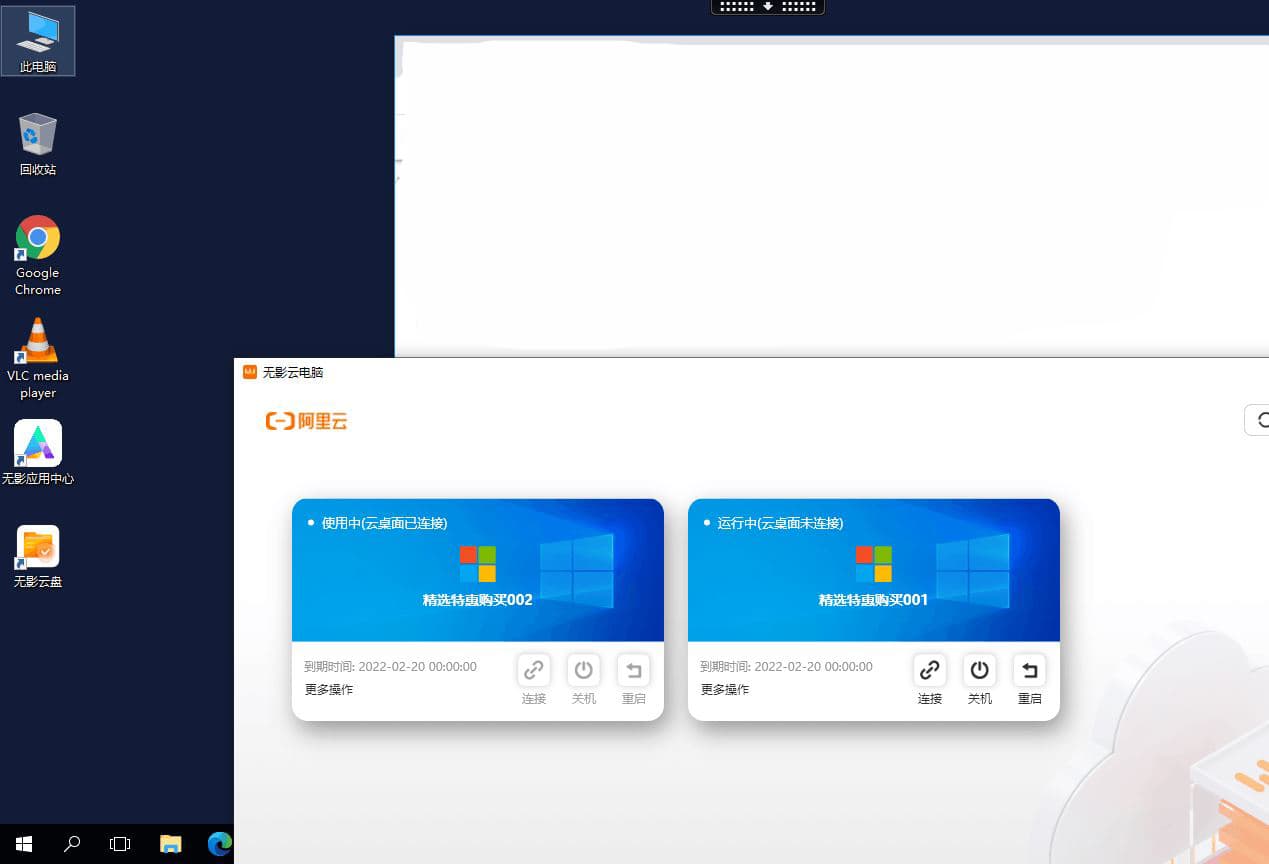 此电脑
回收站
Google
Chrome
VLC media
player
无影应用中心
无影云盘
无影云电脑
阿里云
使用中(云桌面已连接)
精选特惠购买002
到期时间: 2022-02-20 00:00:00
更多操作
连接
关机
重启
运行中(云桌面未连接)
精选特惠购买001
到期时间: 2022-02-20 00:00:00
更多操作
连接
关机
重启